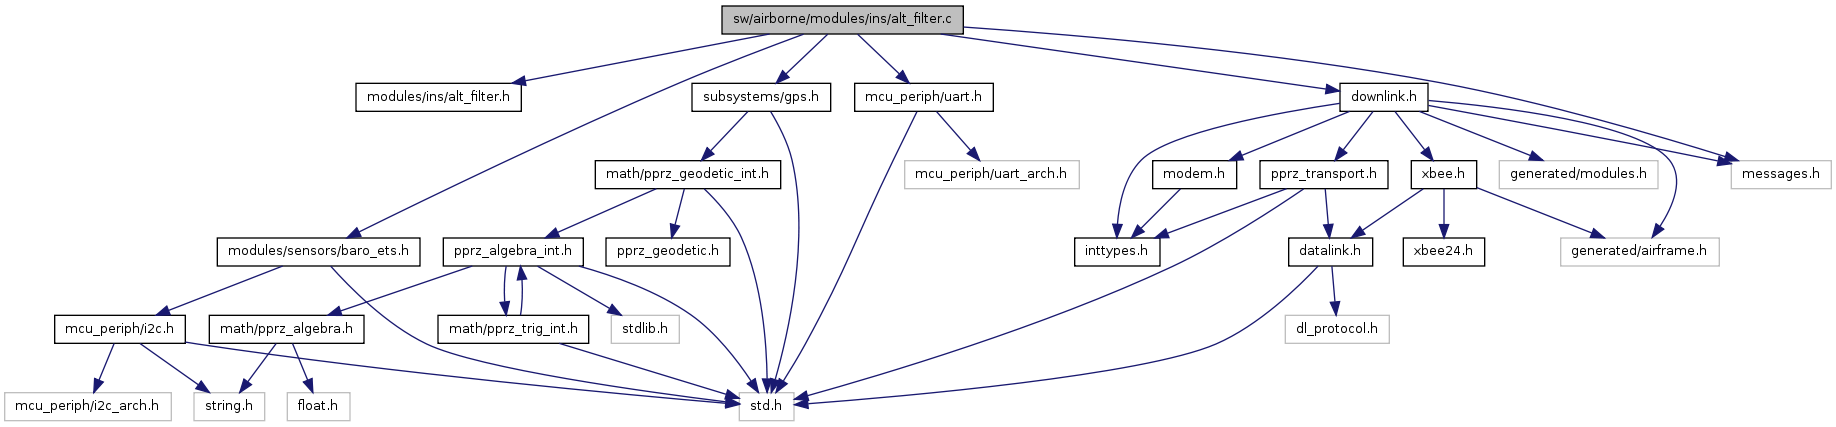 sw/airborne/modules/ins/alt_filter.c
modules/ins/alt_filter.h
subsystems/gps.h
mcu_periph/uart.h
downlink.h
math/pprz_geodetic_int.h
mcu_periph/uart_arch.h
modem.h
pprz_transport.h
xbee.h
generated/modules.h
messages.h
modules/sensors/baro_ets.h
pprz_algebra_int.h
pprz_geodetic.h
inttypes.h
datalink.h
xbee24.h
generated/airframe.h
mcu_periph/i2c.h
math/pprz_algebra.h
math/pprz_trig_int.h
stdlib.h
dl_protocol.h
mcu_periph/i2c_arch.h
string.h
float.h
std.h